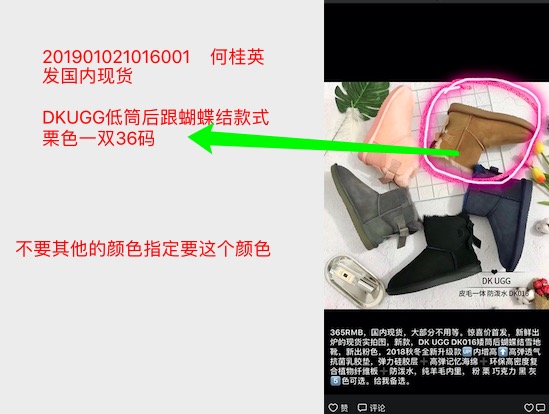 201901021016001 何桂英
发国内现货
DKUGG低筒后跟蝴蝶结款式
栗色一双36码
不要其他的颜色指定要这个颜色
DK UGG
皮毛一体 防泼水 DK016
365RMB，国内现货，大部分不用等。惊喜价首发，新鲜出
炉的现货实拍图，新款，DK UGG DK016矮筒后蝴蝶结雪地
靴，新出粉色，2018秋冬全新升级款🆙内增高⬆️高弹透气
抗菌乳胶垫，弹力硅胶层➕高弹记忆海绵➕环保高密度复
合植物纤维板➕防泼水，纯羊毛内里， 粉 栗 巧克力 黑 灰
5️⃣色可选。给我备选。
赞 评论